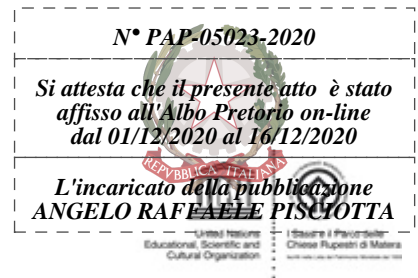 N° PAP-05023-2020
Si attesta che il presente atto è stato
affisso all'Albo Pretorio on-line
dal 01/12/2020 al 16/12/2020
REPVBBLICA ITALIANA
L'incaricato della pubblicazione
ANGELO RAFFAELE PISCIOTTA
United Nations
Educational, Scientific and
Cultural Organization
I Sassi e il Parco delle
Chiese Rupestri di Matera